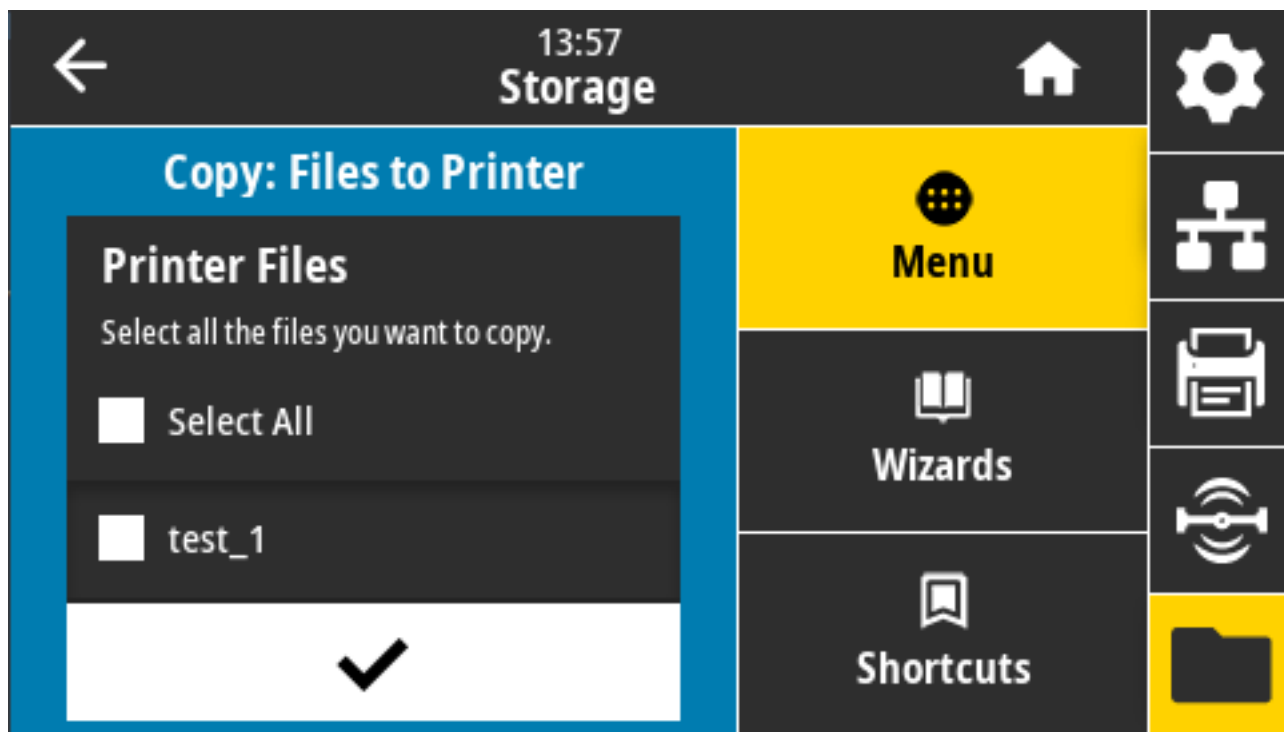 13:57
Storage
Copy: Files to Printer
Printer Files
Select all the files you want to copy.
Select All
test_1
Menu
Wizards
Shortcuts